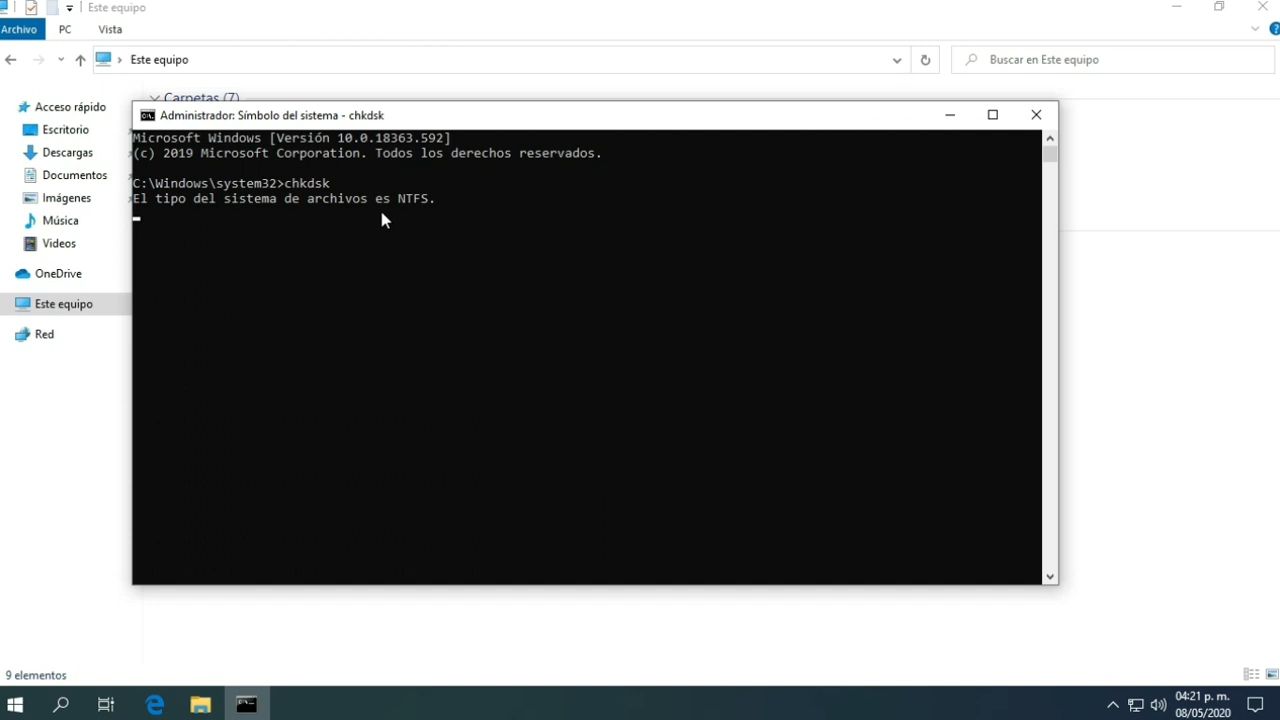 Este equipo
Archivo
PC
Vista
Este equipo
Buscar en Este equipo
Acceso rápido
Escritorio
Descargas
Documentos
Imágenes
Música
Videos
OneDrive
Este equipo
Red
Carpetas (7)
Administrador: Símbolo del sistema - chkdsk
Microsoft Windows [Versión 10.0.18363.592]
(c) 2019 Microsoft Corporation. Todos los derechos reservados.
C:\Windows\system32>chkdsk
El tipo del sistema de archivos es NTFS.
9 elementos
04:21 p. m.
08/05/2020